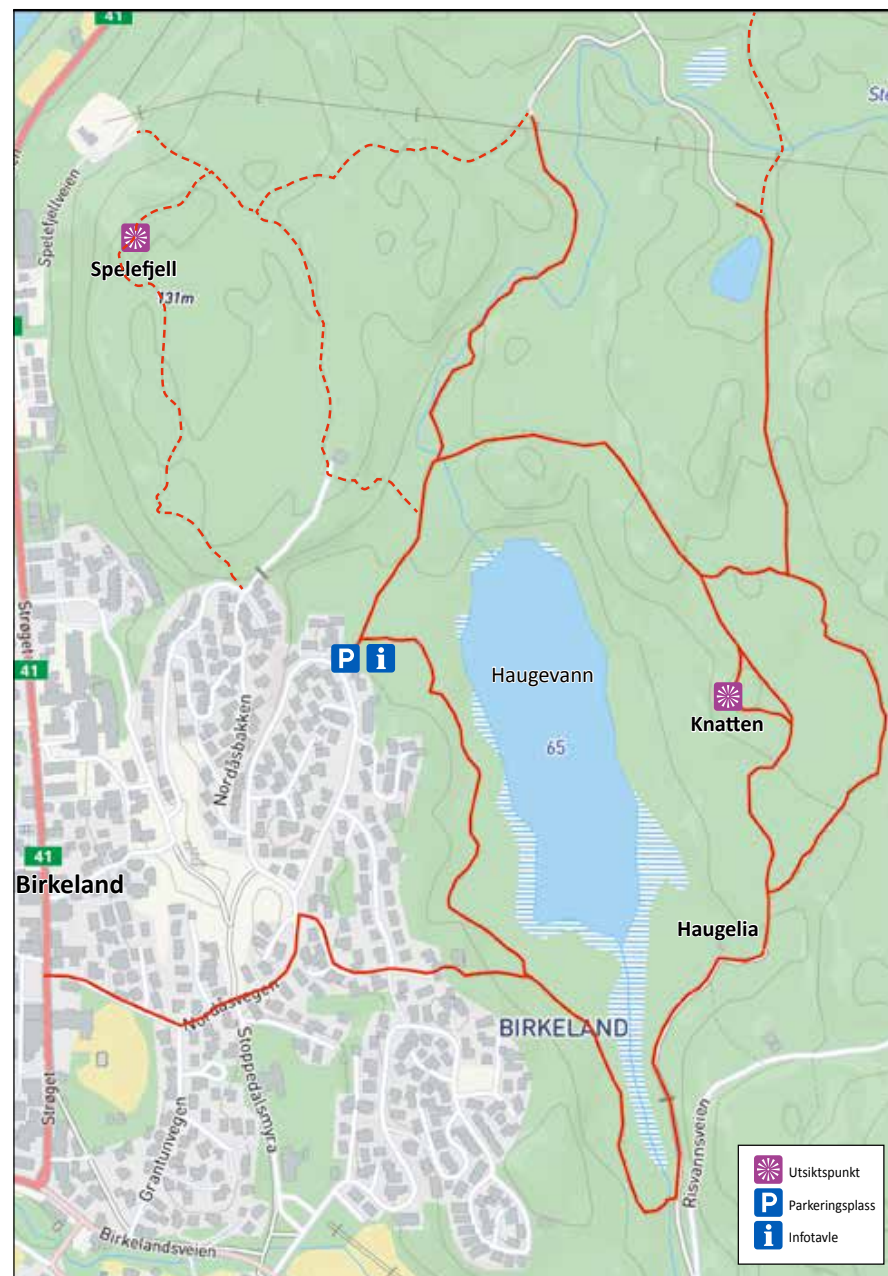 41
Ste
Spelefjellveien
Spelefjell
131m
Strøget
41
P i
Haugevann
65
Knatten
Nordåsbakken
41
Birkeland
Haugelia
Nordåsvegen
BIRKELAND
Stoppedalsmyra
Strøget
Grantunvegen
Risvannsveien
Birkelandsveien
Utsiktspunkt
P Parkeringsplass
i Infotavle